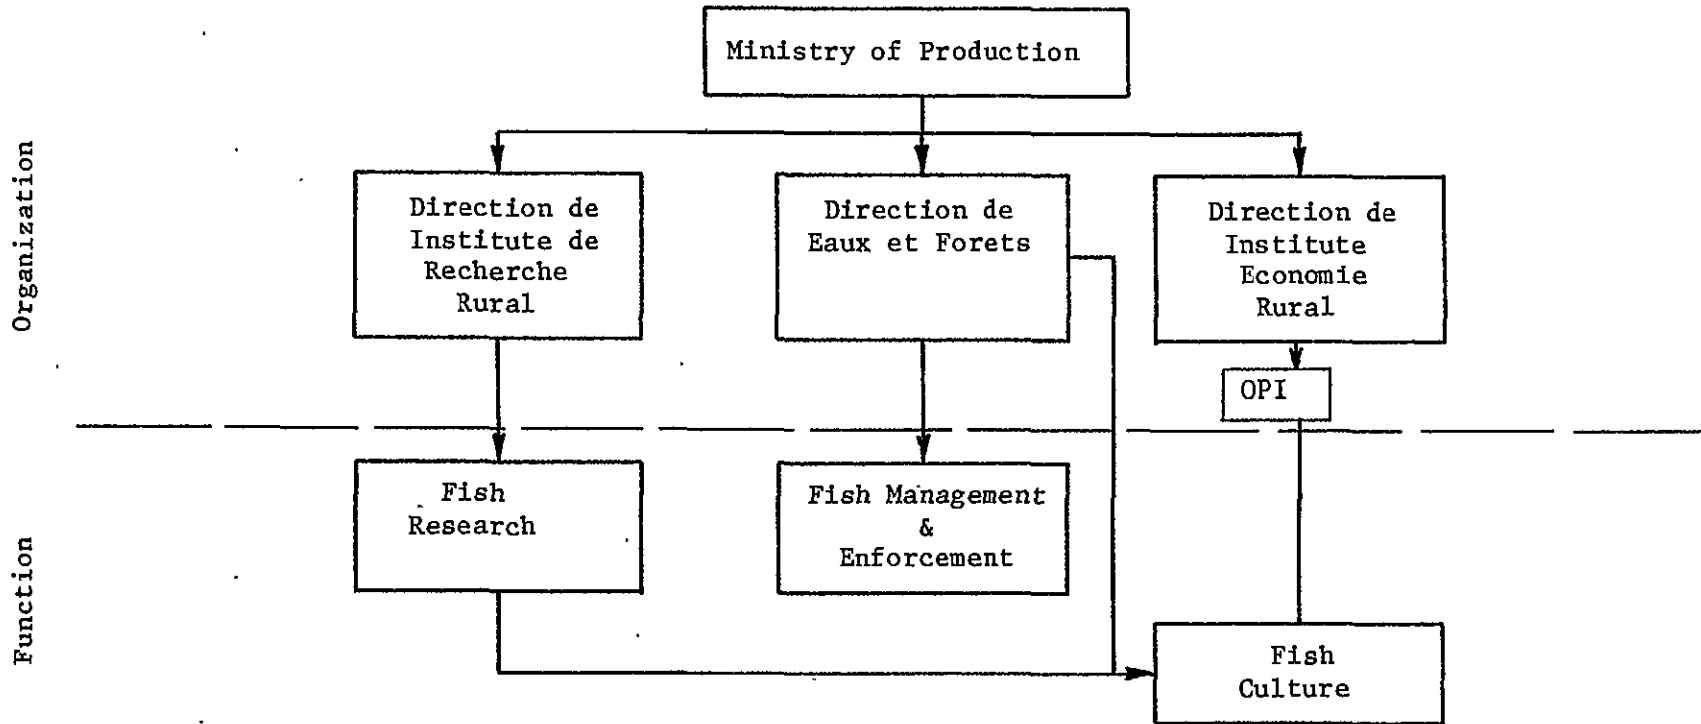 Ministry of Production
Organization
Direction de
Institute de
Recherche
Rural
Direction de
Eaux et Forets
Direction de
Institute
Economie
Rural
OPI
Function
Fish
Research
Fish Management
&
Enforcement
Fish
Culture